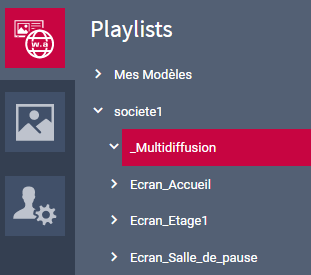 W.a
Playlists
Mes Modèles
societe1
_Multidiffusion
Ecran_Accueil
Ecran_Etage1
Ecran_Salle_de_pause